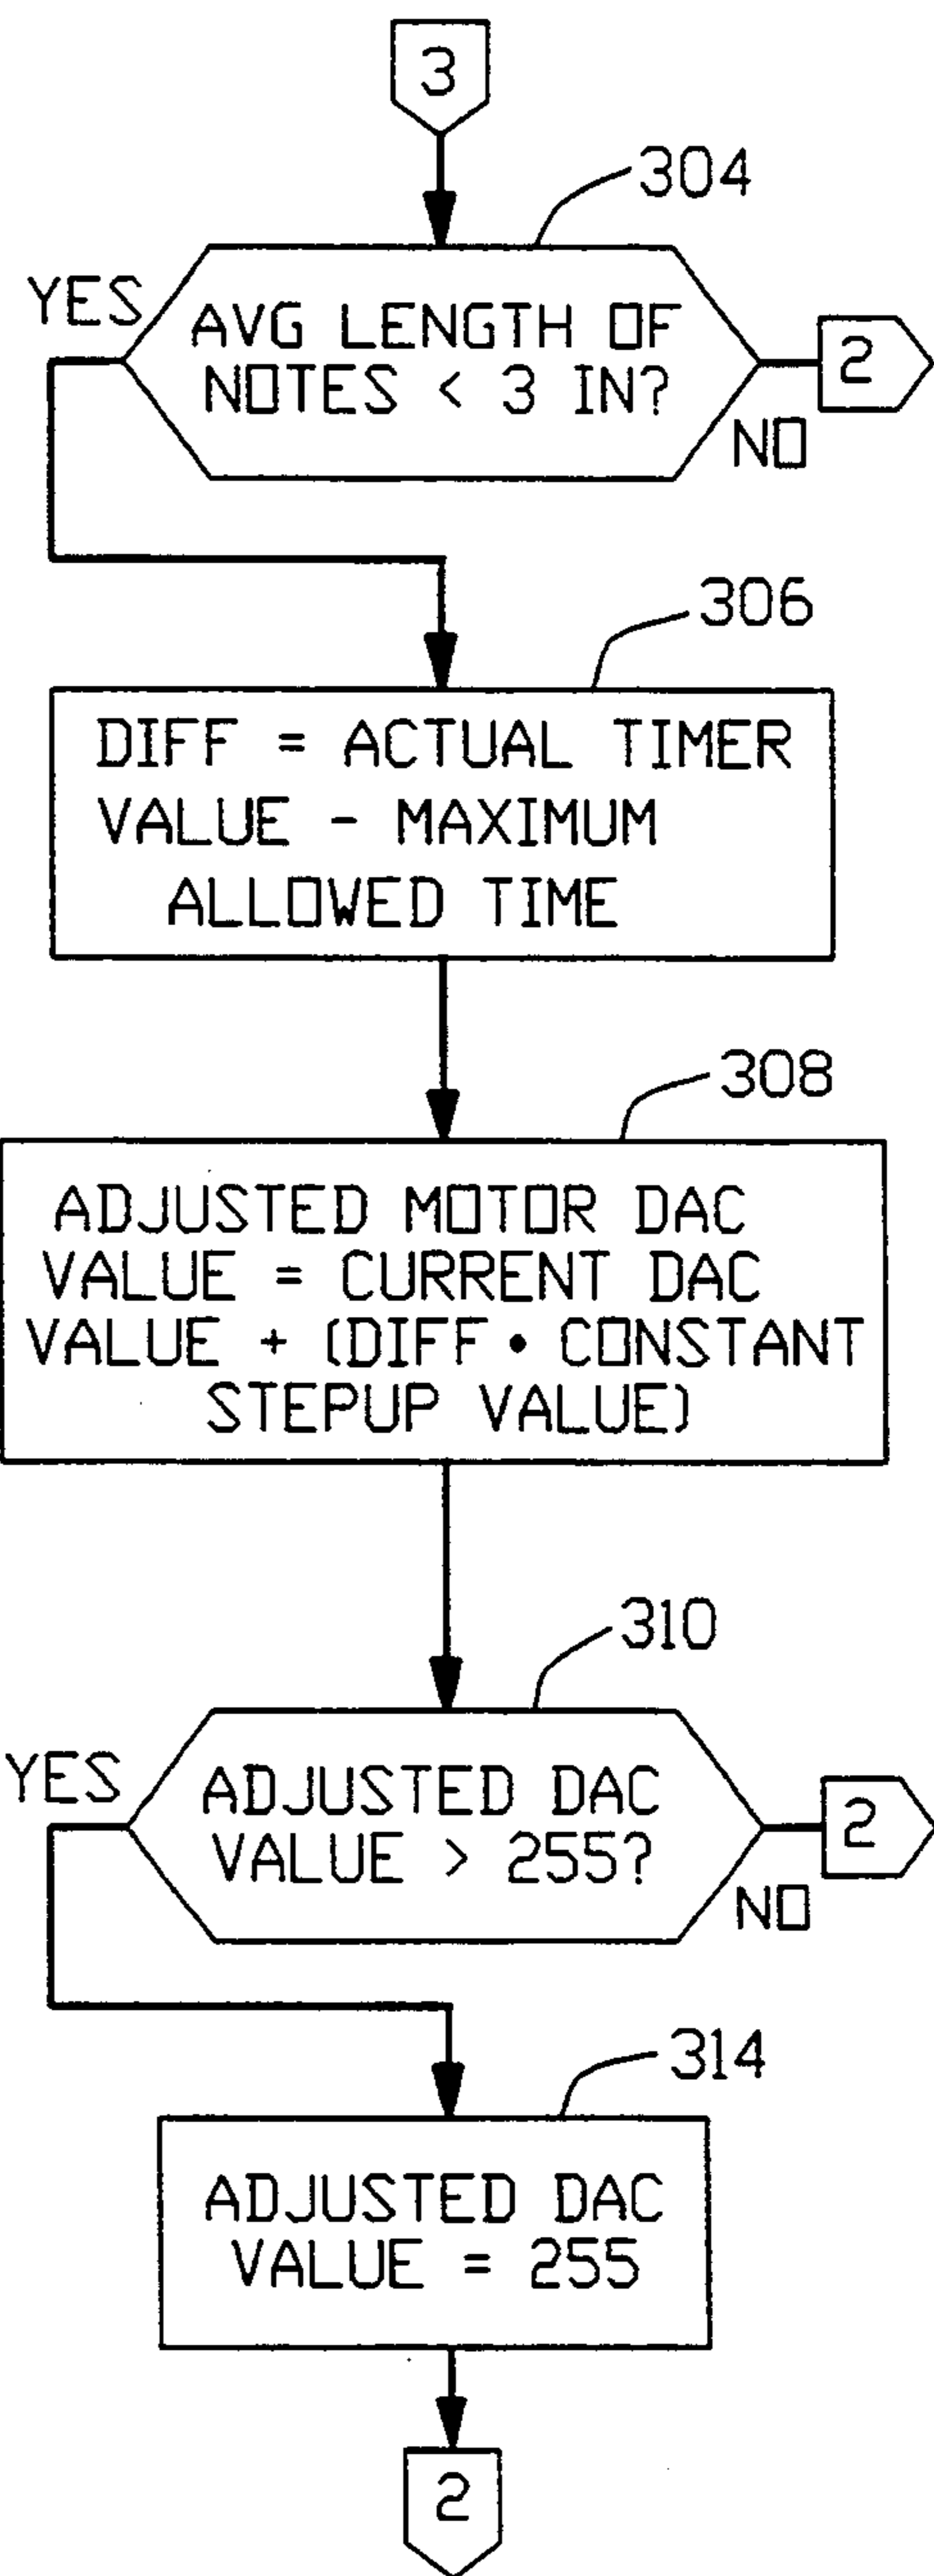 3
304
YES
AVG LENGTH OF
NOTES < 3 IN?
2
NO
306
DIFF = ACTUAL TIMER
VALUE - MAXIMUM
ALLOWED TIME
308
ADJUSTED MOTOR DAC
VALUE = CURRENT DAC
VALUE + (DIFF • CONSTANT
STEPUP VALUE)
310
YES
ADJUSTED DAC
VALUE > 255?
2
NO
314
ADJUSTED DAC
VALUE = 255
2